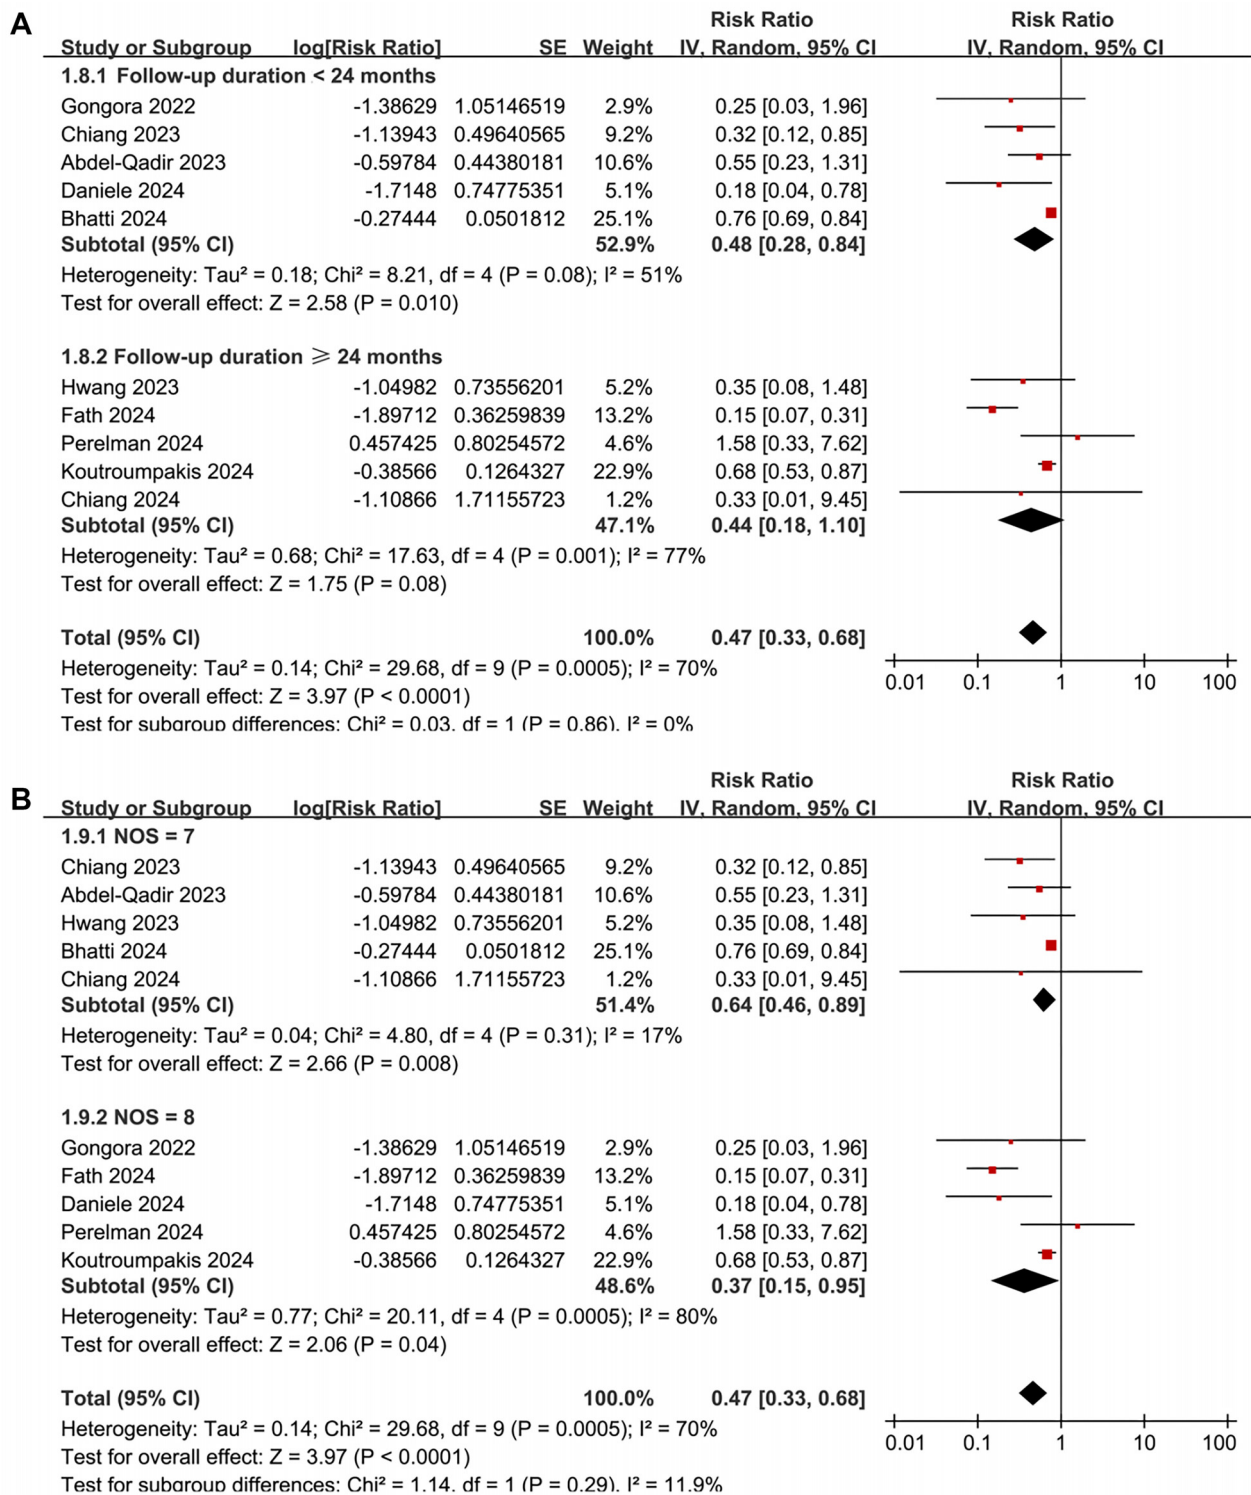 A
Risk Ratio Risk Ratio
Study or Subgroup log[Risk Ratio] SE Weight IV, Random, 95% CI IV, Random, 95% CI
1.8.1 Follow-up duration < 24 months
Gongora 2022 -1.38629 1.05146519 2.9% 0.25 [0.03, 1.96]
Chiang 2023 -1.13943 0.49640565 9.2% 0.32 [0.12, 0.85]
Abdel-Qadir 2023 -0.59784 0.44380181 10.6% 0.55 [0.23, 1.31]
Daniele 2024 -1.7148 0.74775351 5.1% 0.18 [0.04, 0.78]
Bhatti 2024 -0.27444 0.0501812 25.1% 0.76 [0.69, 0.84]
Subtotal (95% CI) 52.9% 0.48 [0.28, 0.84]
Heterogeneity: Tau² = 0.18; Chi² = 8.21, df = 4 (P = 0.08); I² = 51%
Test for overall effect: Z = 2.58 (P = 0.010)
1.8.2 Follow-up duration ⩾ 24 months
Hwang 2023 -1.04982 0.73556201 5.2% 0.35 [0.08, 1.48]
Fath 2024 -1.89712 0.36259839 13.2% 0.15 [0.07, 0.31]
Perelman 2024 0.457425 0.80254572 4.6% 1.58 [0.33, 7.62]
Koutroumpakis 2024 -0.38566 0.1264327 22.9% 0.68 [0.53, 0.87]
Chiang 2024 -1.10866 1.71155723 1.2% 0.33 [0.01, 9.45]
Subtotal (95% CI) 47.1% 0.44 [0.18, 1.10]
Heterogeneity: Tau² = 0.68; Chi² = 17.63, df = 4 (P = 0.001); I² = 77%
Test for overall effect: Z = 1.75 (P = 0.08)
Total (95% CI) 100.0% 0.47 [0.33, 0.68]
Heterogeneity: Tau² = 0.14; Chi² = 29.68, df = 9 (P = 0.0005); I² = 70%
Test for overall effect: Z = 3.97 (P < 0.0001)
Test for subgroup differences: Chi² = 0.03. df = 1 (P = 0.86). I² = 0%
0.01 0.1 1 10 100
B
Risk Ratio Risk Ratio
Study or Subgroup log[Risk Ratio] SE Weight IV, Random, 95% CI IV, Random, 95% CI
1.9.1 NOS = 7
Chiang 2023 -1.13943 0.49640565 9.2% 0.32 [0.12, 0.85]
Abdel-Qadir 2023 -0.59784 0.44380181 10.6% 0.55 [0.23, 1.31]
Hwang 2023 -1.04982 0.73556201 5.2% 0.35 [0.08, 1.48]
Bhatti 2024 -0.27444 0.0501812 25.1% 0.76 [0.69, 0.84]
Chiang 2024 -1.10866 1.71155723 1.2% 0.33 [0.01, 9.45]
Subtotal (95% CI) 51.4% 0.64 [0.46, 0.89]
Heterogeneity: Tau² = 0.04; Chi² = 4.80, df = 4 (P = 0.31); I² = 17%
Test for overall effect: Z = 2.66 (P = 0.008)
1.9.2 NOS = 8
Gongora 2022 -1.38629 1.05146519 2.9% 0.25 [0.03, 1.96]
Fath 2024 -1.89712 0.36259839 13.2% 0.15 [0.07, 0.31]
Daniele 2024 -1.7148 0.74775351 5.1% 0.18 [0.04, 0.78]
Perelman 2024 0.457425 0.80254572 4.6% 1.58 [0.33, 7.62]
Koutroumpakis 2024 -0.38566 0.1264327 22.9% 0.68 [0.53, 0.87]
Subtotal (95% CI) 48.6% 0.37 [0.15, 0.95]
Heterogeneity: Tau² = 0.77; Chi² = 20.11, df = 4 (P = 0.0005); I² = 80%
Test for overall effect: Z = 2.06 (P = 0.04)
Total (95% CI) 100.0% 0.47 [0.33, 0.68]
Heterogeneity: Tau² = 0.14; Chi² = 29.68, df = 9 (P = 0.0005); I² = 70%
Test for overall effect: Z = 3.97 (P < 0.0001)
Test for subgroup differences: Chi² = 1.14. df = 1 (P = 0.29). I² = 11.9%
0.01 0.1 1 10 100